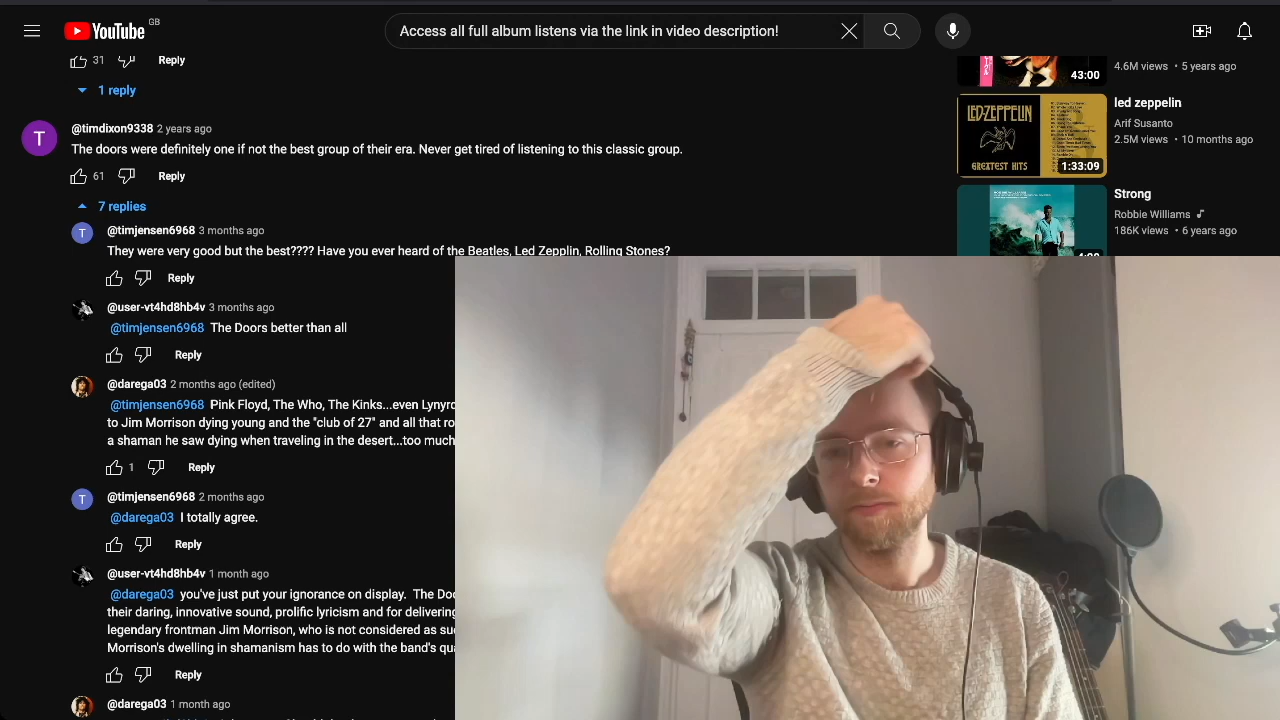 YouTube GB
Access all full album listens via the link in video description!
31 Reply
1 reply
T @timdixon9338 2 years ago
The doors were definitely one if not the best group of their era. Never get tired of listening to this classic group.
61 Reply
7 replies
T @timjensen6968 3 months ago
They were very good but the best???? Have you ever heard of the Beatles, Led Zepplin, Rolling Stones?
Reply
@user-vt4hd8hb4v 3 months ago
@timjensen6968 The Doors better than all
Reply
@darega03 2 months ago (edited)
@timjensen6968 Pink Floyd, The Who, The Kinks...even Lynyr
to Jim Morrison dying young and the "club of 27" and all that ro
a shaman he saw dying when traveling in the desert...too much
1 Reply
T @timjensen6968 2 months ago
@darega03 I totally agree.
Reply
@user-vt4hd8hb4v 1 month ago
@darega03 you've just put your ignorance on display. The Doo
their daring, innovative sound, prolific lyricism and for delivering
legendary frontman Jim Morrison, who is not considered as su
Morrison's dwelling in shamanism has to do with the band's qua
Reply
@darega03 1 month ago
43:00
4.6M views • 5 years ago
LED ZEPPELIN
GREATEST HITS
1:33:09
led zeppelin
Arif Susanto
2.5M views • 10 months ago
Strong
Robbie Williams
186K views • 6 years ago